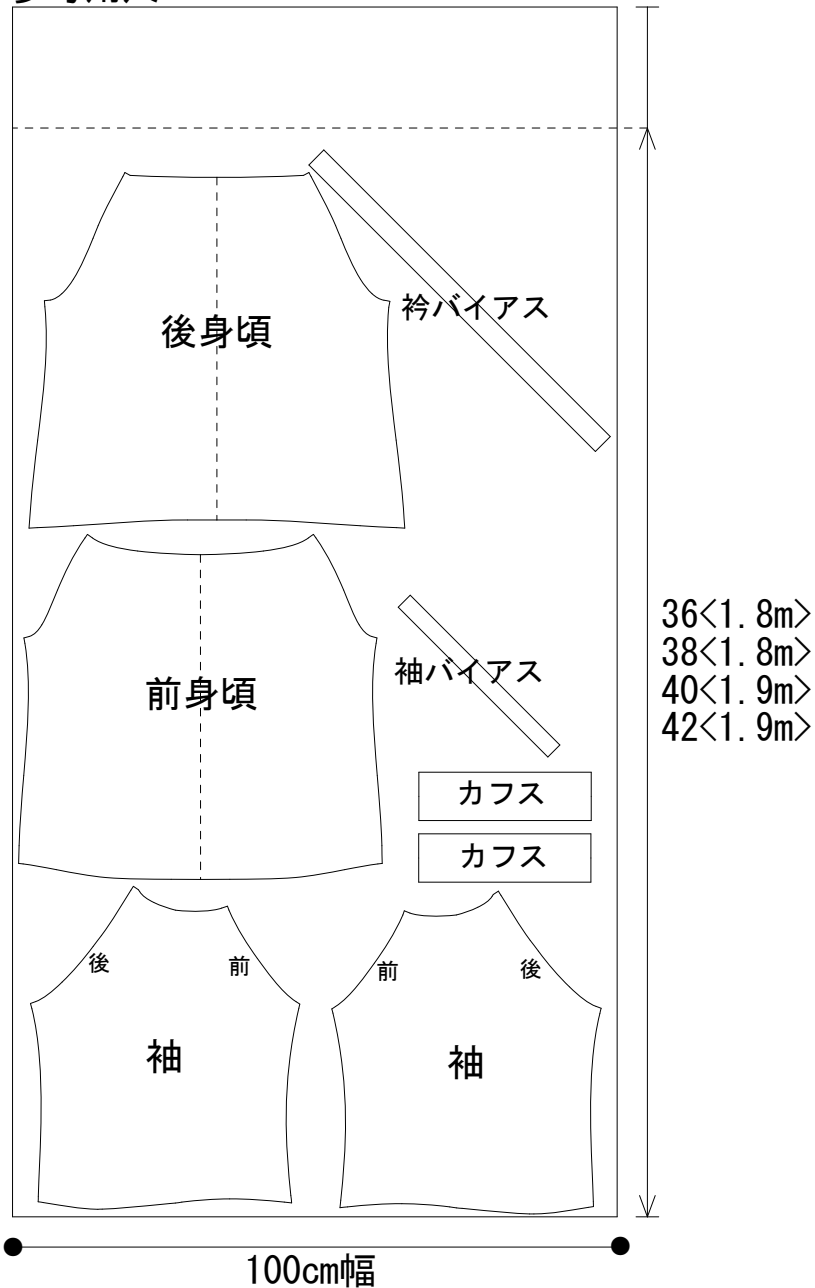 後身頃
衿バイアス
前身頃
袖バイアス
カフス
カフス
後
前
前
後
袖
袖
36<1.8m>
38<1.8m>
40<1.9m>
42<1.9m>
100cm幅